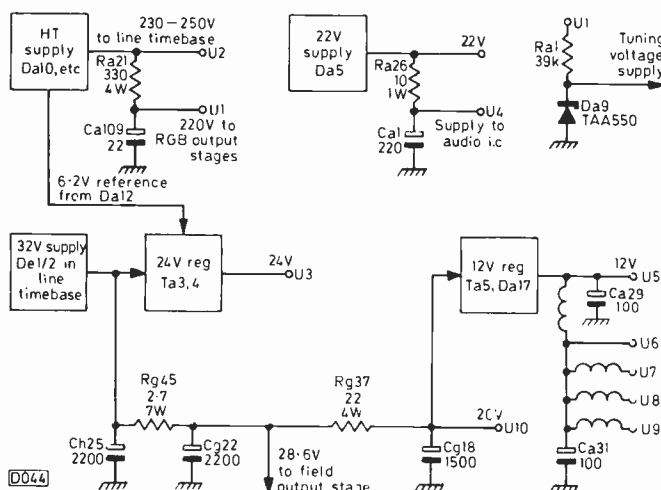 HT
supply
Da10, etc
230-250V
to line timebase
U2
Ra21
330
4W
U1
Ca109
22
220V to
RGB output
stages
6·2V reference
from Da12
22V
supply
Da5
22V
Ra26
10
1W
U4
Ca1
220
Supply to
audio i.c
U1
Ra1
39k
Tuning
voltage
supply
Da9
TAA550
32V supply
De1/2 in
line
timebase
24V reg
Ta3,4
24V
U3
12V reg
Ta5, Da17
12V
U5
Ca29
100
U6
U7
U8
U9
Ca31
100
Rg45
2·7
7W
Rg37
22
4W
20V
U10
Ch25
2200
Cg22
2200
28·6V
to field
output stage
Cg18
1500
D044